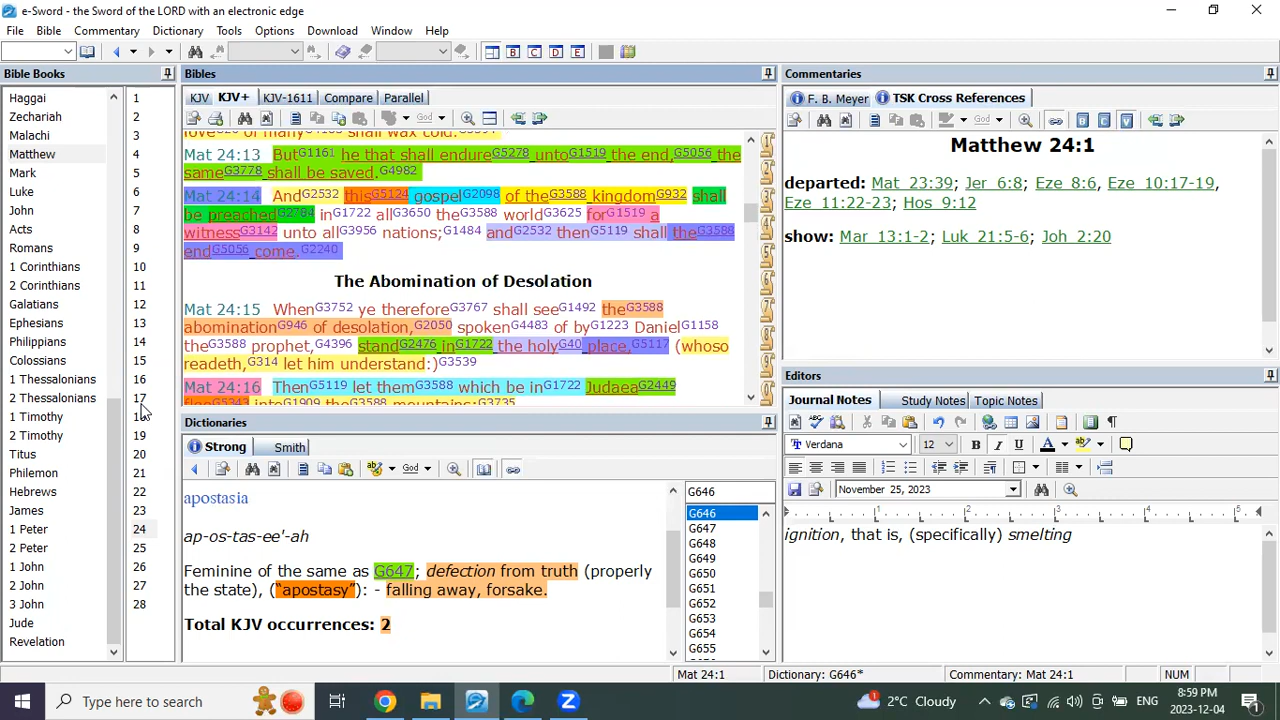 e-Sword - the Sword of the LORD with an electronic edge
File Bible Commentary Dictionary Tools Options Download Window Help
B C D E
Bible Books
Haggai
Zechariah
Malachi
Matthew
Mark
Luke
John
Acts
Romans
1 Corinthians
2 Corinthians
Galatians
Ephesians
Philippians
Colossians
1 Thessalonians
2 Thessalonians
1 Timothy
2 Timothy
Titus
Philemon
Hebrews
James
1 Peter
2 Peter
1 John
2 John
3 John
Jude
Revelation
1
2
3
4
5
6
7
8
9
10
11
12
13
14
15
16
17
19
20
21
22
23
24
25
26
27
28
Bibles
KJV KJV+ KJV-1611 Compare Parallel
God
Mat 24:13 But G1161 he that shall endure G5278 unto G1519 the end, G5056 the
same G3778 shall be saved. G4982
Mat 24:14 And G2532 this G5124 gospel G2098 of the G3588 kingdom G932 shall
be preached G2784 in G1722 all G3650 the G3588 world G3625 for G1519 a
witness G3142 unto all G3956 nations; G1484 and G2532 then G5119 shall the G3588
end G5056 come. G2240
The Abomination of Desolation
Mat 24:15 When G3752 ye therefore G3767 shall see G1492 the G3588
abomination G946 of desolation, G2050 spoken G4483 of by G1223 Daniel G1158
the G3588 prophet, G4396 stand G2476 in G1722 the holy G40 place, G5117 (whoso
readeth, G314 let him understand:) G3539
Mat 24:16 Then G5119 let them G3588 which be in G1722 Judaea G2449
flee G5343 into G1909 the G3588 mountains: G3735
Dictionaries
Strong Smith
God
apostasia
ap-os-tas-ee'-ah
Feminine of the same as G647; defection from truth (properly
the state), (“apostasy”): - falling away, forsake.
Total KJV occurrences: 2
G646
G646
G647
G648
G649
G650
G651
G652
G653
G654
G655
Commentaries
F. B. Meyer TSK Cross References
B C V
God
Matthew 24:1
departed: Mat 23:39; Jer 6:8; Eze 8:6, Eze 10:17-19,
Eze 11:22-23; Hos 9:12
show: Mar 13:1-2; Luk 21:5-6; Joh 2:20
Editors
Journal Notes Study Notes Topic Notes
Verdana 12 B I U A
November 25, 2023
1 2 3 4 5
ignition, that is, (specifically) smelting
Mat 24:1 Dictionary: G646* Commentary: Mat 24:1 NUM
Type here to search
2°C Cloudy
ENG
8:59 PM
2023-12-04